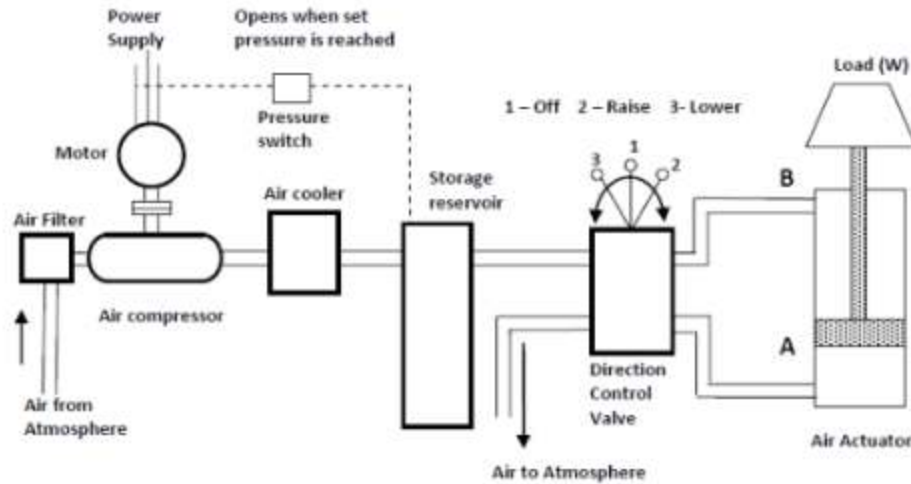 Power
Supply
Opens when set
pressure is reached
Load (W)
1 – Off 2 – Raise 3- Lower
Pressure
switch
Motor
1
3
2
B
Air cooler
Storage
reservoir
Air Filter
Air compressor
A
Direction
Control
Valve
Air from
Atmosphere
Air to Atmosphere
Air Actuator